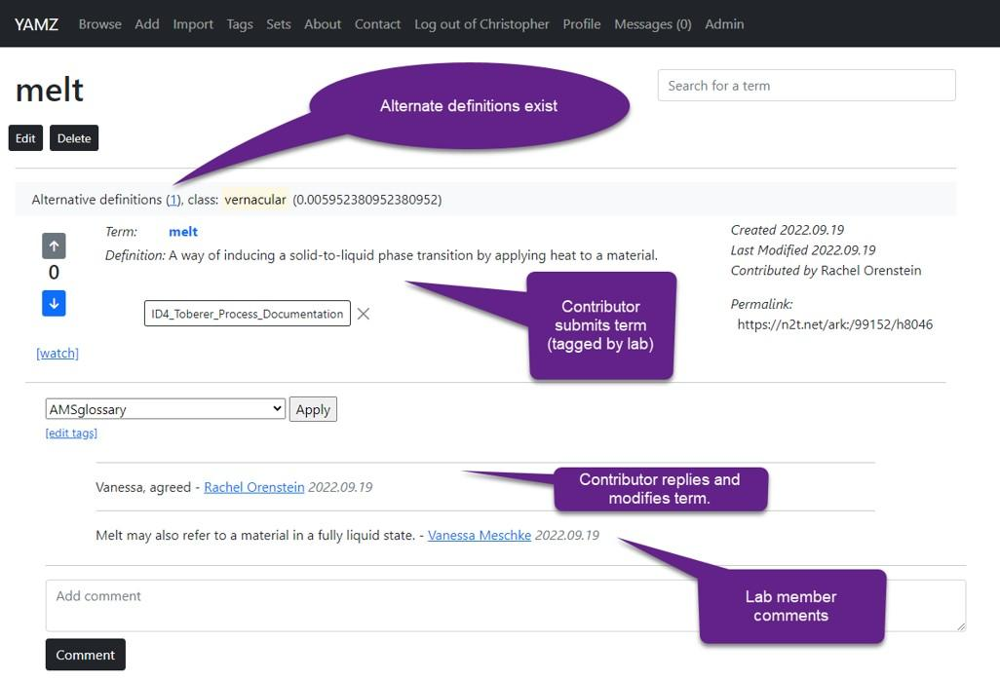 YAMZ Browse Add Import Tags Sets About Contact Log out of Christopher Profile Messages (0) Admin
melt
Search for a term
Alternate definitions exist
Edit Delete
Alternative definitions (1), class: vernacular (0.005952380952380952)
Term: melt
Definition: A way of inducing a solid-to-liquid phase transition by applying heat to a material.
0
Created 2022.09.19
Last Modified 2022.09.19
Contributed by Rachel Orenstein
Permalink:
https://n2t.net/ark:/99152/h8046
ID4_Toberer_Process_Documentation
Contributor
submits term
(tagged by lab)
[watch]
AMSglossary Apply
[edit tags]
Vanessa, agreed - Rachel Orenstein 2022.09.19
Contributor replies and
modifies term.
Melt may also refer to a material in a fully liquid state. - Vanessa Meschke 2022.09.19
Lab member
comments
Add comment
Comment